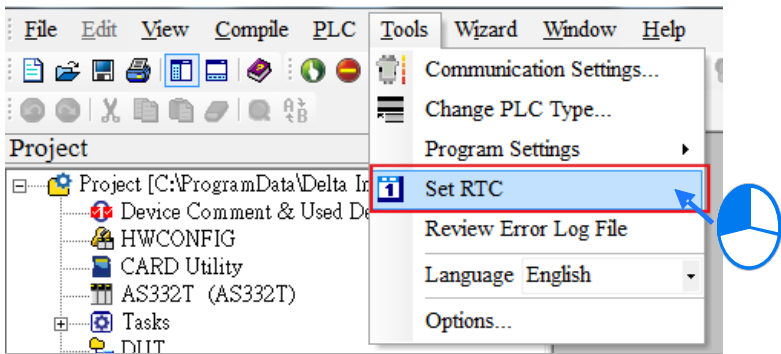 File Edit View Compile PLC Tools Wizard Window Help
Communication Settings...
Change PLC Type...
Program Settings
Set RTC
Review Error Log File
Language English
Options...
Project
Project [C:\ProgramData\Delta In
Device Comment & Used De
HWCONFIG
CARD Utility
AS332T (AS332T)
Tasks
DUT